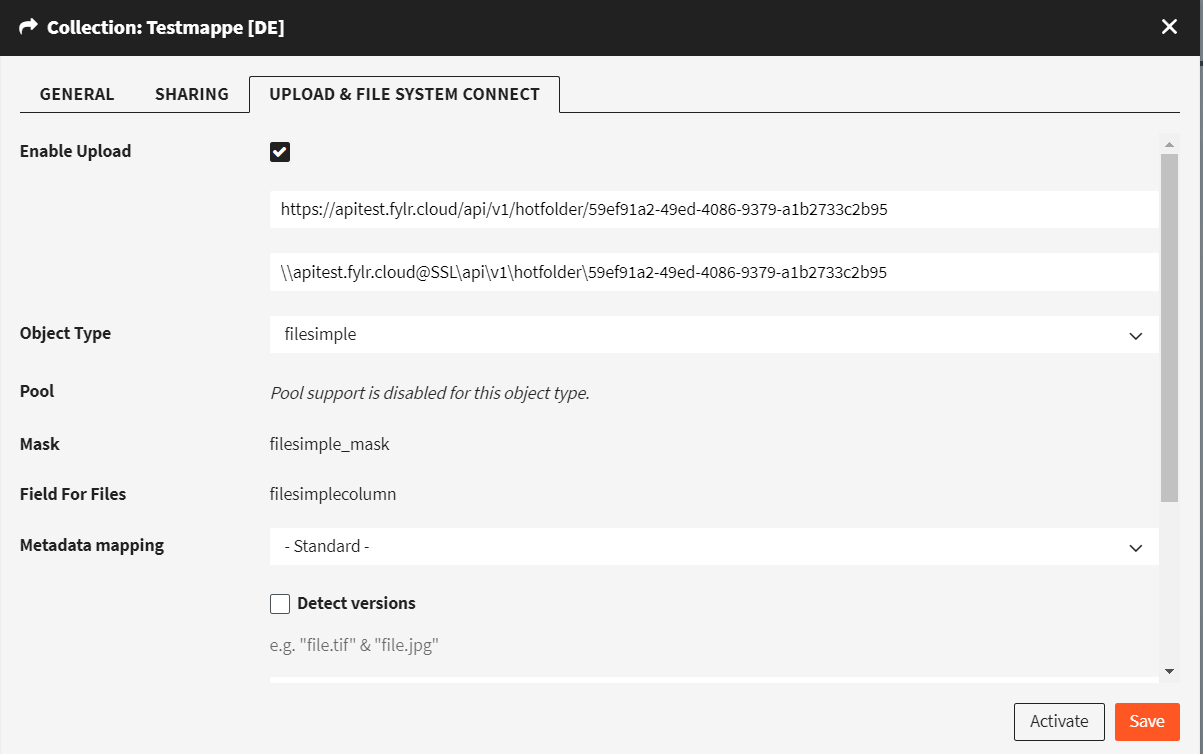 Collection: Testmappe [DE]
GENERAL SHARING UPLOAD & FILE SYSTEM CONNECT
Enable Upload
https://apitest.fylr.cloud/api/v1/hotfolder/59ef91a2-49ed-4086-9379-a1b2733c2b95
\\apitest.fylr.cloud@SSL\api\v1\hotfolder\59ef91a2-49ed-4086-9379-a1b2733c2b95
Object Type filesimple
Pool Pool support is disabled for this object type.
Mask filesimple_mask
Field For Files filesimplecolumn
Metadata mapping - Standard -
Detect versions
e.g. "file.tif" & "file.jpg"
Activate Save